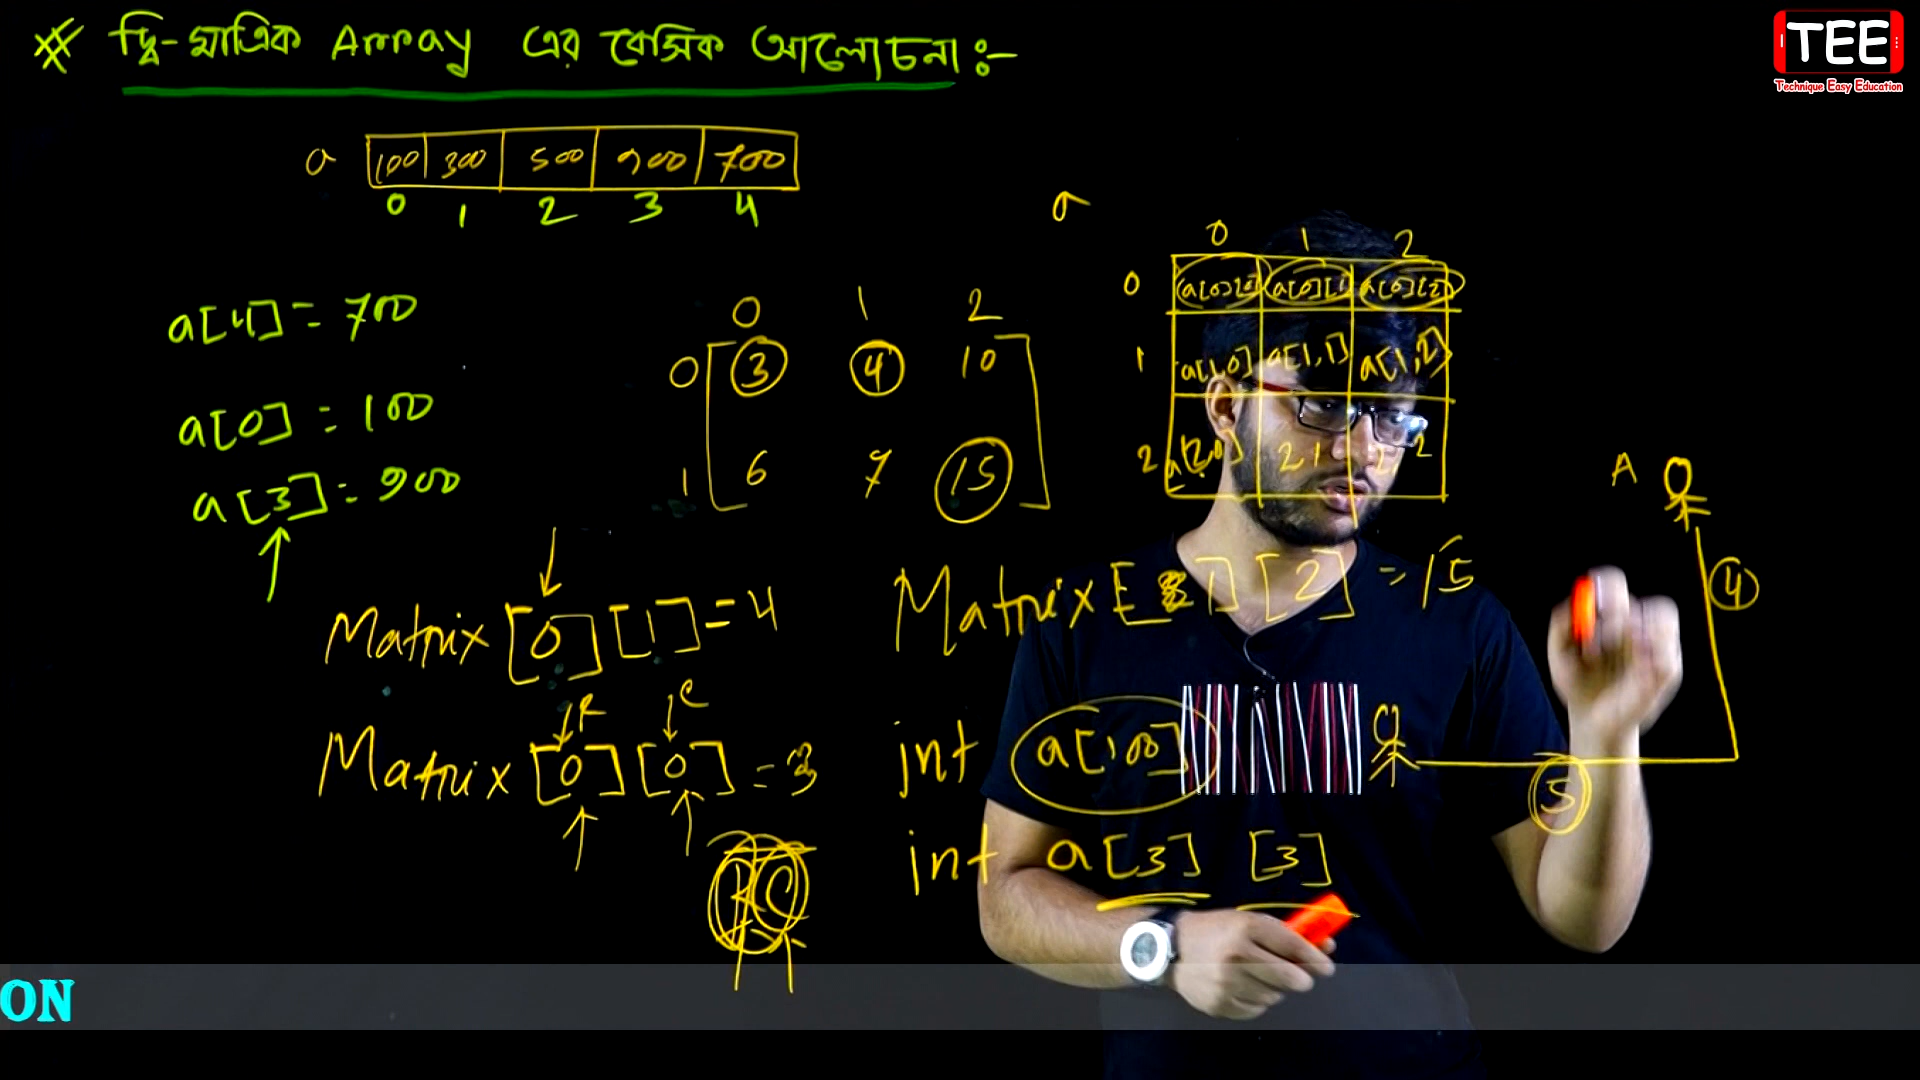 দ্বি-মাত্রিক Array এর বেসিক আলোচনা :-
TEE
Technique Easy Education
a 100 300 500 900 700
0 1 2 3 4
a
0 1 2
0 a[0][0] a[0][1] a[0][2]
1 a[1,0] a[1,1] a[1,2]
2 a[2,0] 2,1 2
a[4] = 700
a[0] = 100
a[3] = 900
0 1 2
0 3 4 10
1 6 7 15
A
4
5
Matrix [0] [1] = 4
Matrix [1] [2] = 15
R C
Matrix [0] [0] = 3
int a[100]
RC
int a[3] [3]
ON